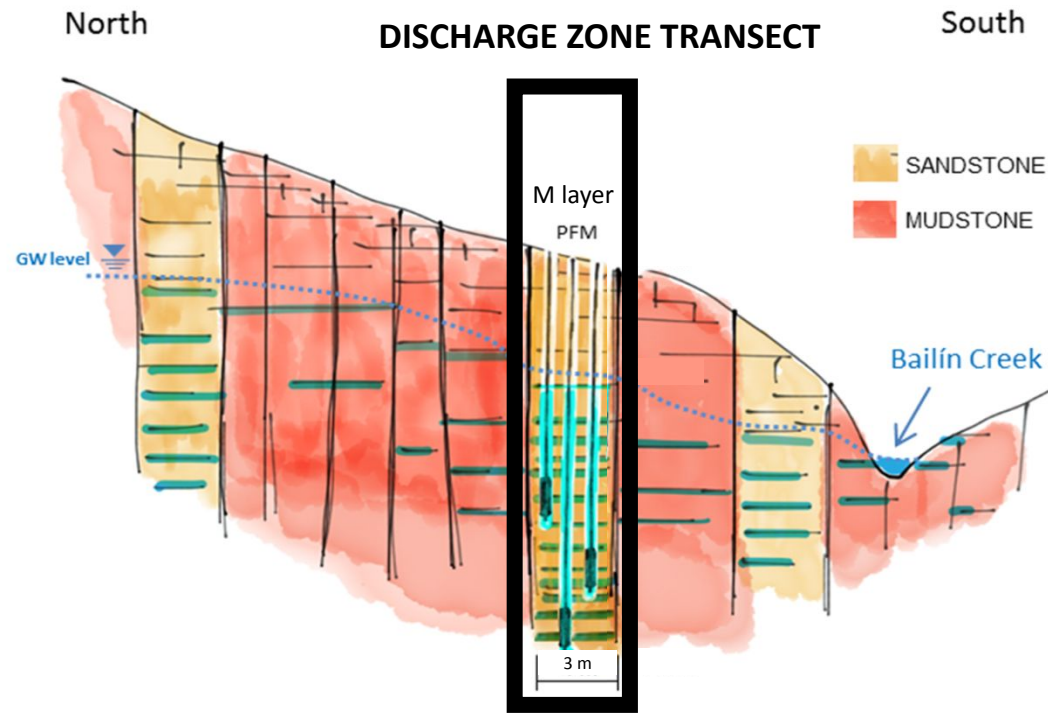 North
DISCHARGE ZONE TRANSECT
South
SANDSTONE
MUDSTONE
M layer
PFM
GW level
Bailín Creek
3 m